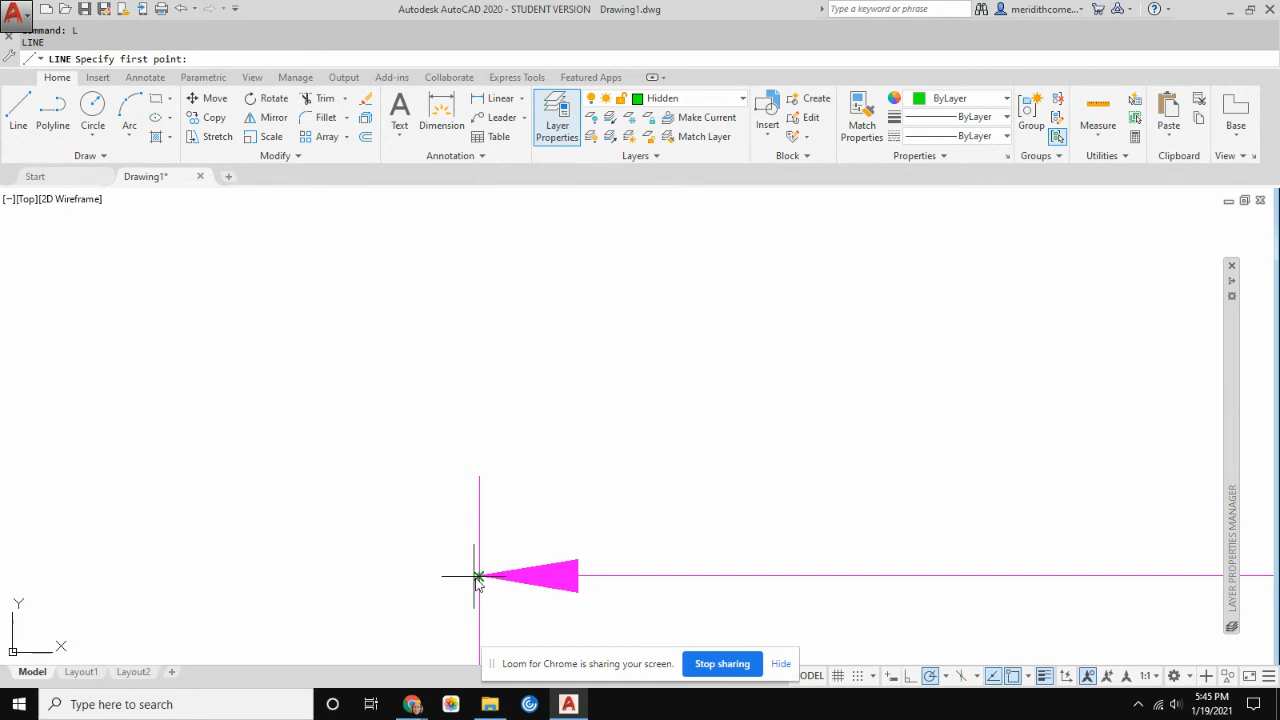 Autodesk AutoCAD 2020 - STUDENT VERSION Drawing1.dwg
Type a keyword or phrase
meridithcome...
Command: L
LINE
LINE Specify first point:
Home Insert Annotate Parametric View Manage Output Add-ins Collaborate Express Tools Featured Apps
Line Polyline Circle Arc
Move Rotate Trim
Copy Mirror Fillet
Stretch Scale Array
Text Dimension
Linear
Leader
Table
Layer Properties
Hidden
Make Current
Match Layer
Insert
Create
Edit
Match Properties
ByLayer
ByLayer
ByLayer
Group
Measure
Paste
Base
Draw Modify Annotation Layers Block Properties Groups Utilities Clipboard View
Start Drawing1*
[−][Top][2D Wireframe]
LAYER PROPERTIES MANAGER
Y
X
Loom for Chrome is sharing your screen. Stop sharing Hide
Model Layout1 Layout2
ODEL
1:1
Type here to search
5:45 PM
1/19/2021